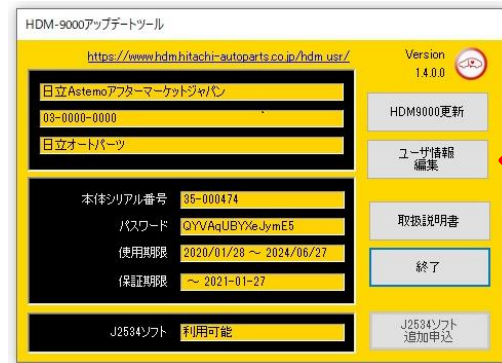 HDM-9000アップデートツール
https://www.hdm.hitachi-autoparts.co.jp/hdm_usr/
Version
1.4.0.0
日立Astemoアフターマーケットジャパン
03-0000-0000
日立オートパーツ
HDM9000更新
ユーザ情報
編集
本体シリアル番号 35-000474
パスワード QYVAqUBYXeJymE5
使用期限 2020/01/28 ～ 2024/06/27
保証期限 ～ 2021-01-27
取扱説明書
終了
J2534ソフト 利用可能
J2534ソフト
追加申込